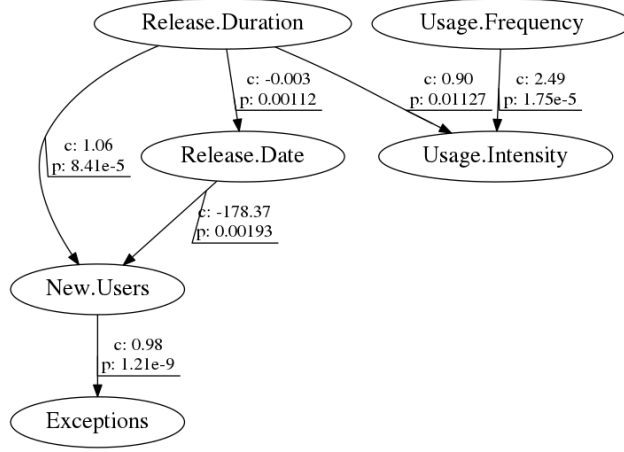 Release.Duration
Usage.Frequency
c: -0.003
p: 0.00112
c: 0.90
p: 0.01127
c: 2.49
p: 1.75e-5
c: 1.06
p: 8.41e-5
Release.Date
Usage.Intensity
c: -178.37
p: 0.00193
New.Users
c: 0.98
p: 1.21e-9
Exceptions